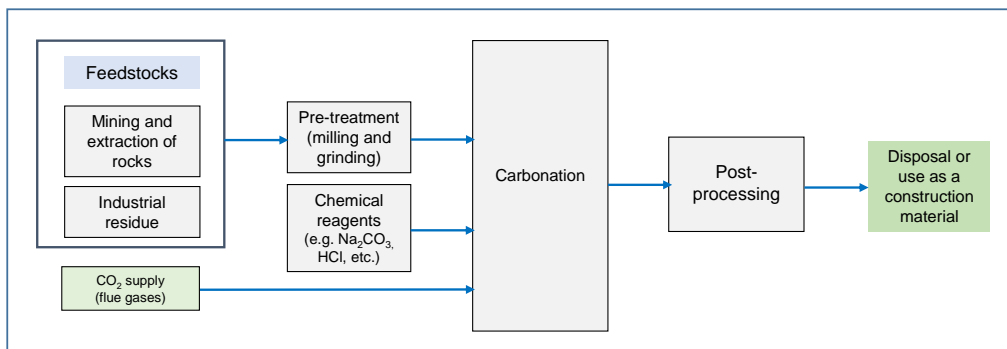 Feedstocks
Mining and
extraction of
rocks
Industrial
residue
CO₂ supply
(flue gases)
Pre-treatment
(milling and
grinding)
Chemical
reagents
(e.g. Na₂CO₃,
HCl, etc.)
Carbonation
Post-
processing
Disposal or
use as a
construction
material